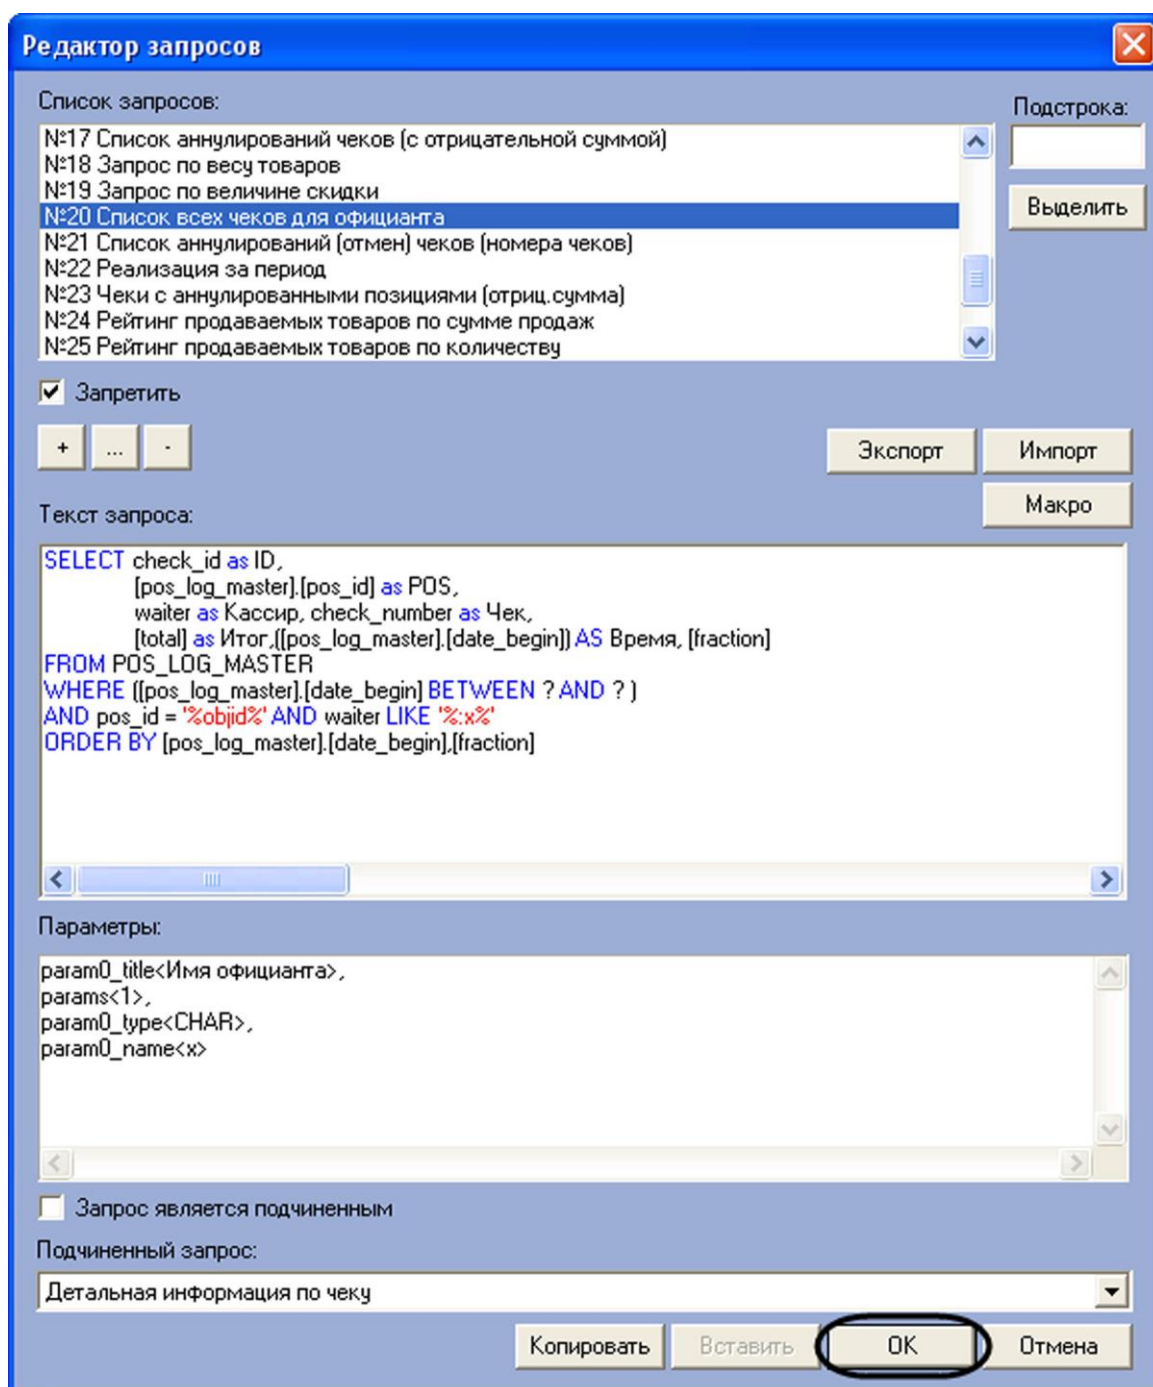 Редактор запросов
Список запросов:
Подстрока:
№17 Список аннулирований чеков (с отрицательной суммой)
№18 Запрос по весу товаров
№19 Запрос по величине скидки
№20 Список всех чеков для официанта
№21 Список аннулирований (отмен) чеков (номера чеков)
№22 Реализация за период
№23 Чеки с аннулированными позициями (отриц.сумма)
№24 Рейтинг продаваемых товаров по сумме продаж
№25 Рейтинг продаваемых товаров по количеству
Выделить
Запретить
+ ... -
Экспорт Импорт
Макро
Текст запроса:
SELECT check_id as ID,
[pos_log_master].[pos_id] as POS,
waiter as Кассир, check_number as Чек,
[total] as Итог,([pos_log_master].[date_begin]) AS Время, [fraction]
FROM POS_LOG_MASTER
WHERE ([pos_log_master].[date_begin] BETWEEN ? AND ? )
AND pos_id = '%objid%' AND waiter LIKE '%:x%'
ORDER BY [pos_log_master].[date_begin],[fraction]
Параметры:
param0_title<Имя официанта>,
params<1>,
param0_type<CHAR>,
param0_name<x>
Запрос является подчиненным
Подчиненный запрос:
Детальная информация по чеку
Копировать Вставить OK Отмена